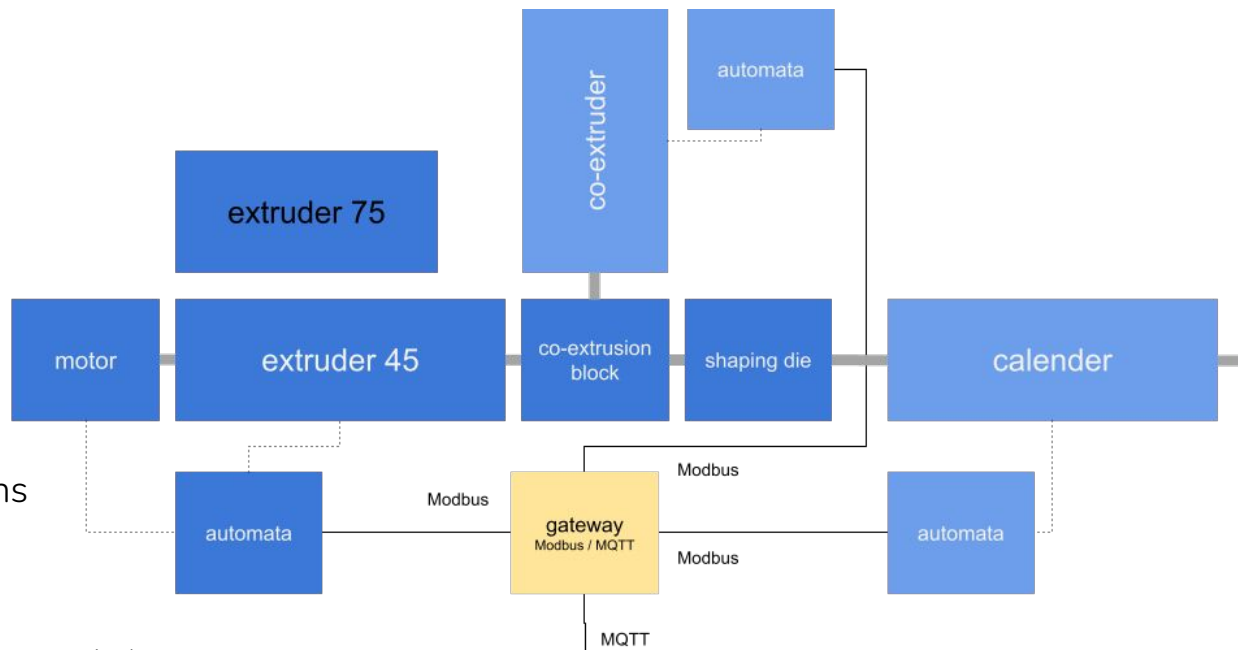 automata
co-extruder
extruder 75
motor
extruder 45
co-extrusion
block
shaping die
calender
Modbus
Modbus
ns
automata
gateway
Modbus / MQTT
automata
Modbus
MQTT